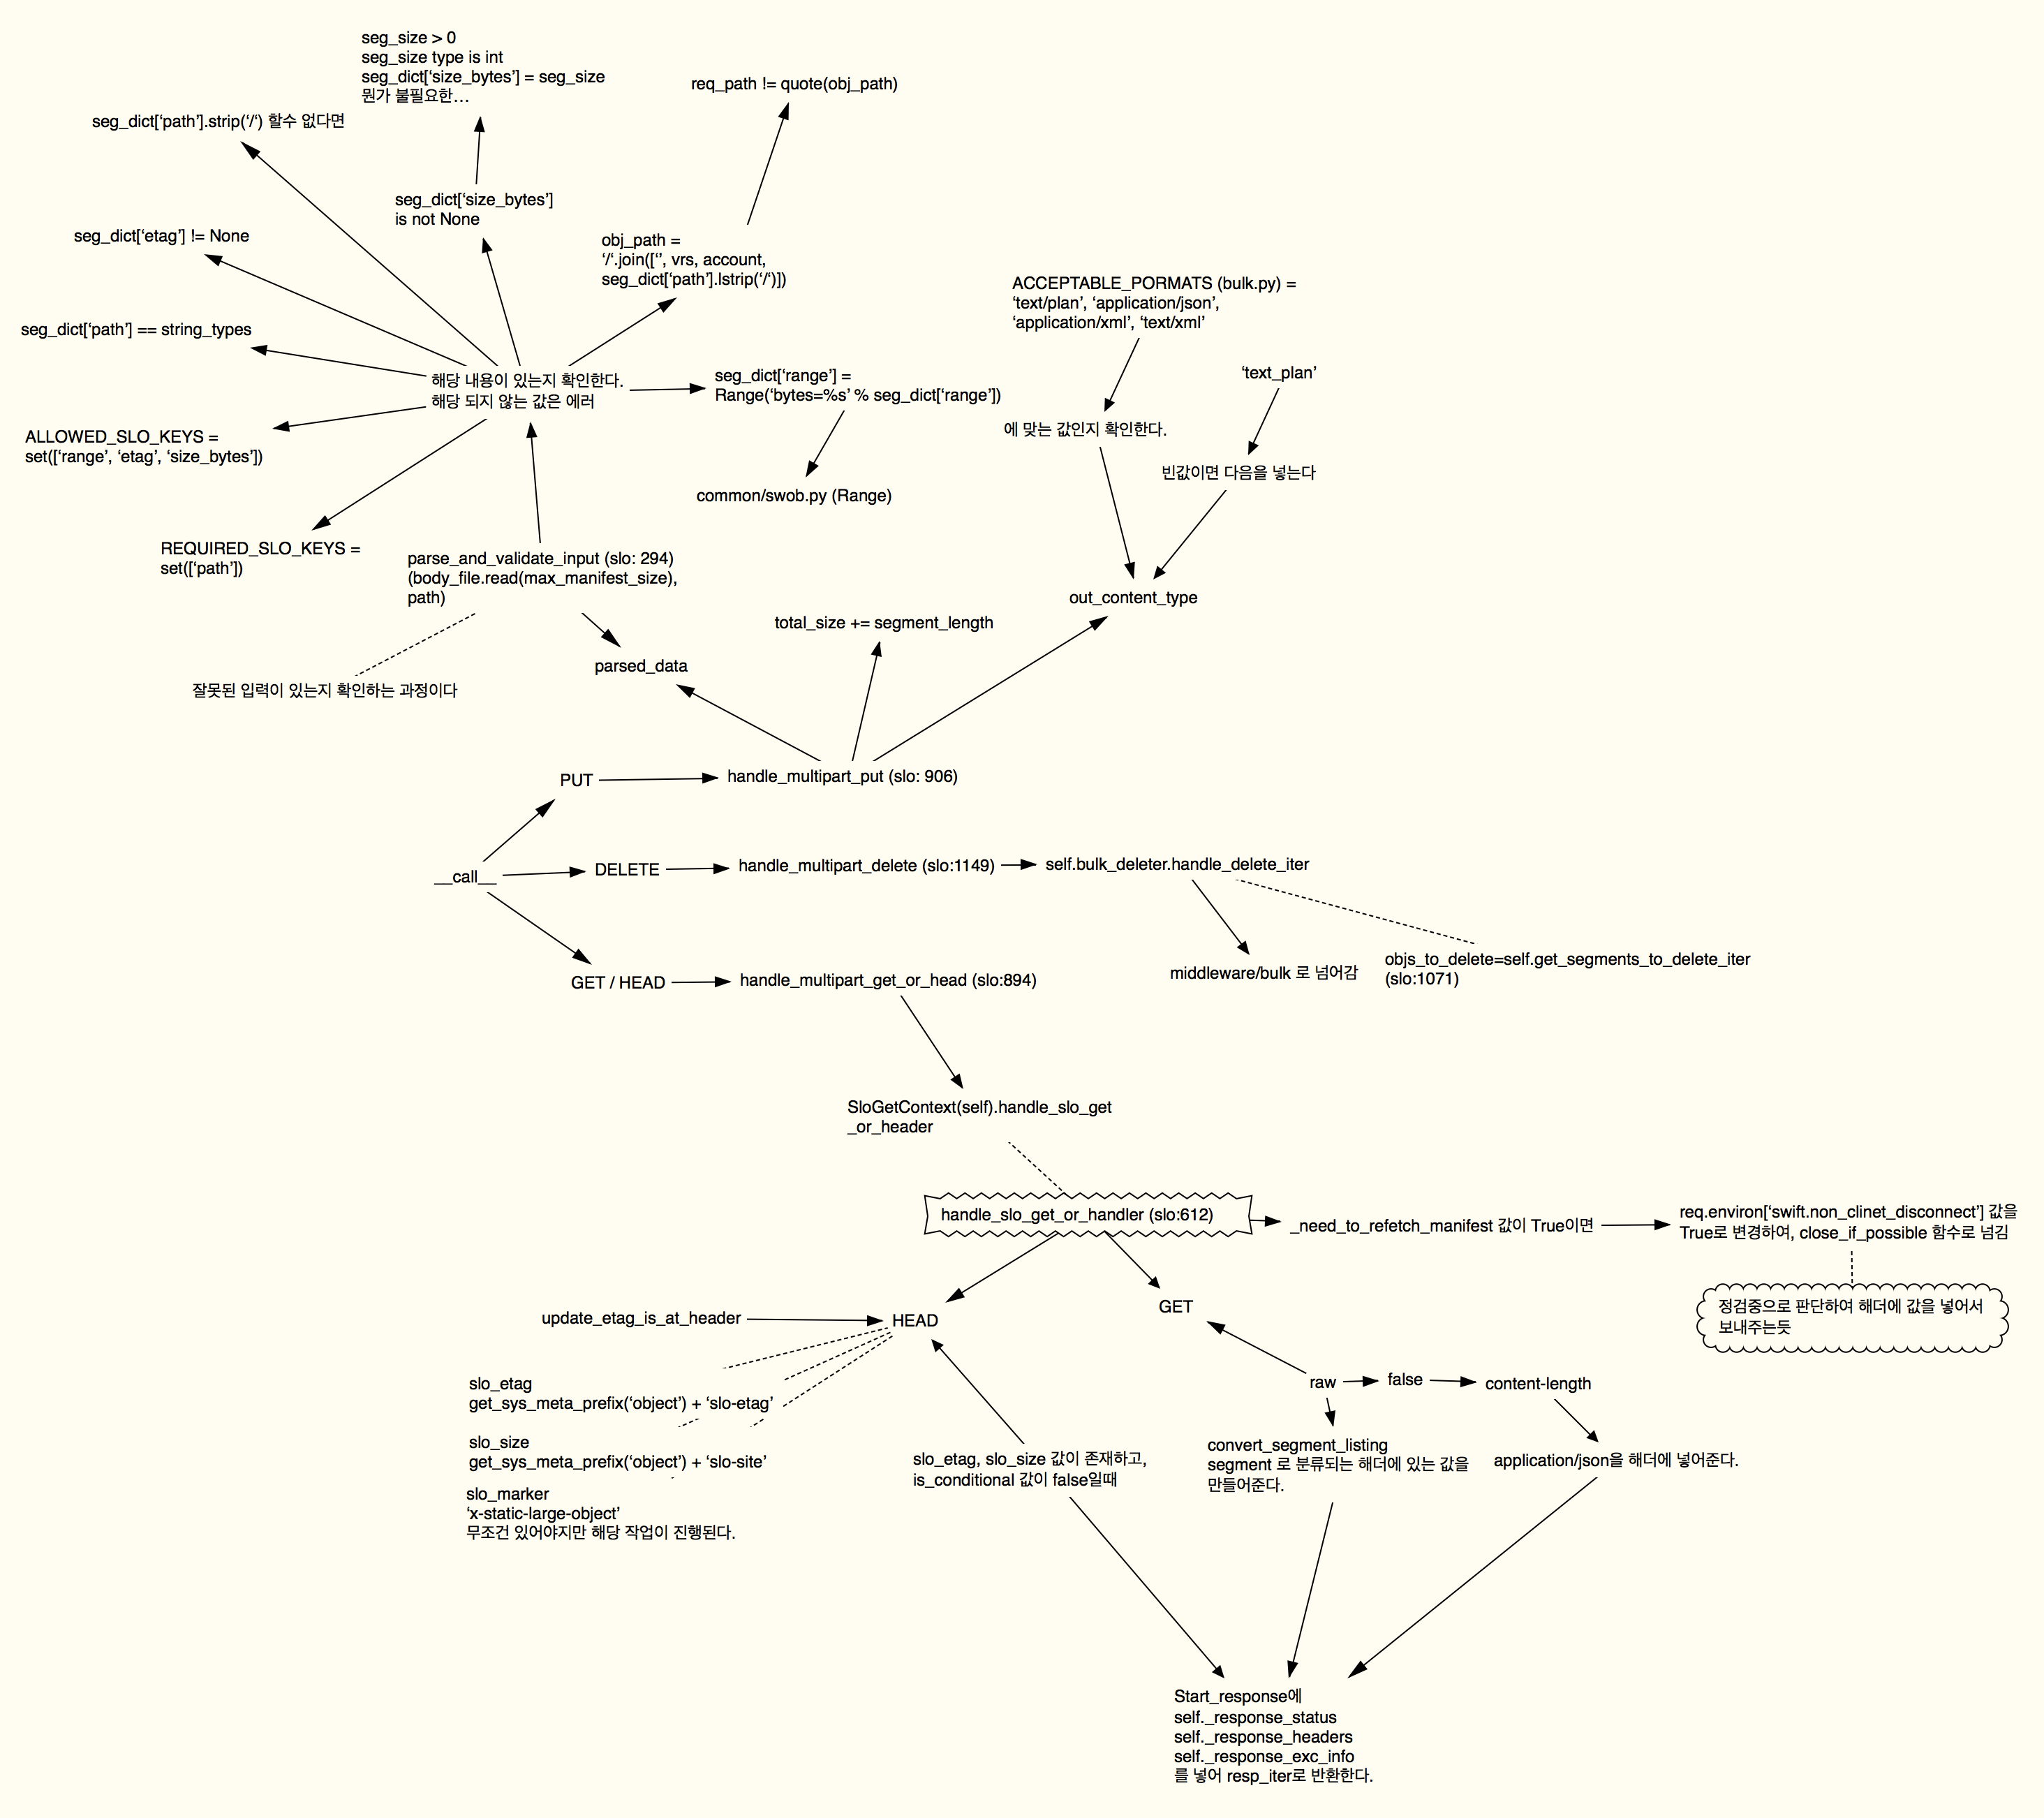 seg_size > 0
seg_size type is int
seg_dict[‘size_bytes’] = seg_size
뭔가 불필요한…
req_path != quote(obj_path)
seg_dict[‘path’].strip(‘/‘) 할수 없다면
seg_dict[‘size_bytes’]
is not None
seg_dict[‘etag’] != None
obj_path =
‘/‘.join([‘’, vrs, account,
seg_dict[‘path’].lstrip(‘/‘)])
seg_dict[‘path’] == string_types
ACCEPTABLE_PORMATS (bulk.py) =
‘text/plan’, ‘application/json’,
‘application/xml’, ‘text/xml’
‘text_plan’
해당 내용이 있는지 확인한다.
해당 되지 않는 값은 에러
seg_dict[‘range’] =
Range(‘bytes=%s’ % seg_dict[‘range’])
에 맞는 값인지 확인한다.
ALLOWED_SLO_KEYS =
set([‘range’, ‘etag’, ‘size_bytes’])
빈값이면 다음을 넣는다
common/swob.py (Range)
REQUIRED_SLO_KEYS =
set([‘path’])
parse_and_validate_input (slo: 294)
(body_file.read(max_manifest_size),
path)
out_content_type
total_size += segment_length
parsed_data
잘못된 입력이 있는지 확인하는 과정이다
PUT
handle_multipart_put (slo: 906)
__call__
DELETE
handle_multipart_delete (slo:1149)
self.bulk_deleter.handle_delete_iter
middleware/bulk 로 넘어감
objs_to_delete=self.get_segments_to_delete_iter
(slo:1071)
GET / HEAD
handle_multipart_get_or_head (slo:894)
SloGetContext(self).handle_slo_get
_or_header
handle_slo_get_or_handler (slo:612)
_need_to_refetch_manifest 값이 True이면
req.environ[‘swift.non_clinet_disconnect’] 값을
True로 변경하여, close_if_possible 함수로 넘김
정검중으로 판단하여 해더에 값을 넣어서
보내주는듯
update_etag_is_at_header
HEAD
GET
slo_etag
get_sys_meta_prefix(‘object’) + ‘slo-etag’
slo_size
get_sys_meta_prefix(‘object’) + ‘slo-site’
slo_marker
‘x-static-large-object’
무조건 있어야지만 해당 작업이 진행된다.
raw
false
content-length
slo_etag, slo_size 값이 존재하고,
is_conditional 값이 false일때
convert_segment_listing
segment 로 분류되는 해더에 있는 값을
만들어준다.
application/json을 해더에 넣어준다.
Start_response에
self._response_status
self._response_headers
self._response_exc_info
를 넣어 resp_iter로 반환한다.